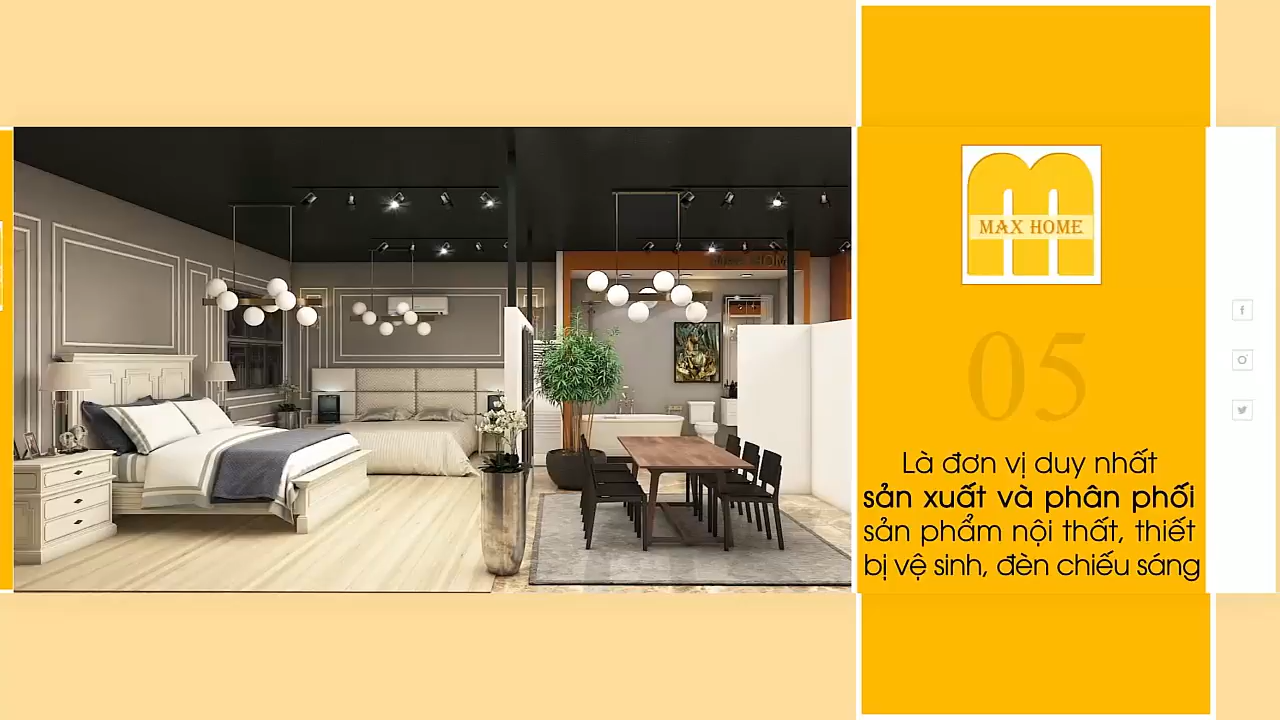 MAX HOME
05
Là đơn vị duy nhất
sản xuất và phân phối
sản phẩm nội thất, thiết
bị vệ sinh, đèn chiếu sáng